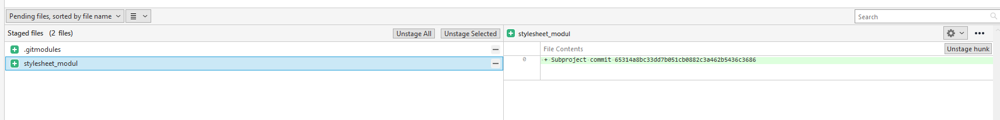 Pending files, sorted by file name
Search
Staged files (2 files)
Unstage All
Unstage Selected
stylesheet_modul
.gitmodules
File Contents
Unstage hunk
stylesheet_modul
0
+ Subproject commit 65314a8bc33dd7b051cb0882c3a462b5436c3686